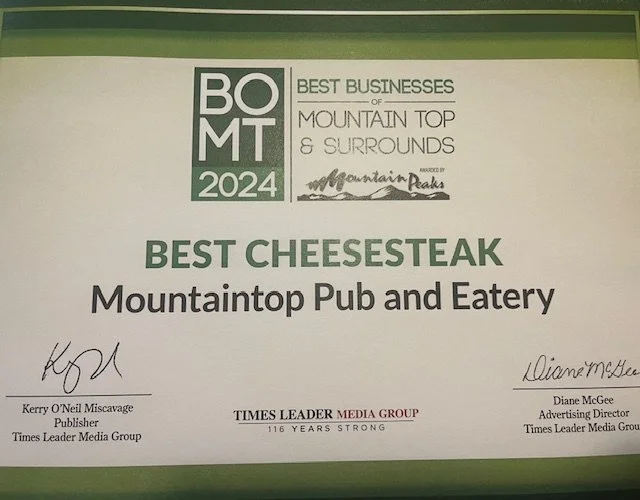 BO
MT
2024
BEST BUSINESSES
OF
MOUNTAIN TOP
& SURROUNDS
AWARDED BY
Mountain Peaks
BEST CHEESESTEAK
Mountaintop Pub and Eatery
Kerry O'Neil Miscavage
Publisher
Times Leader Media Group
TIMES LEADER MEDIA GROUP
116 YEARS STRONG
Diane McGee
Diane McGee
Advertising Director
Times Leader Media Grou